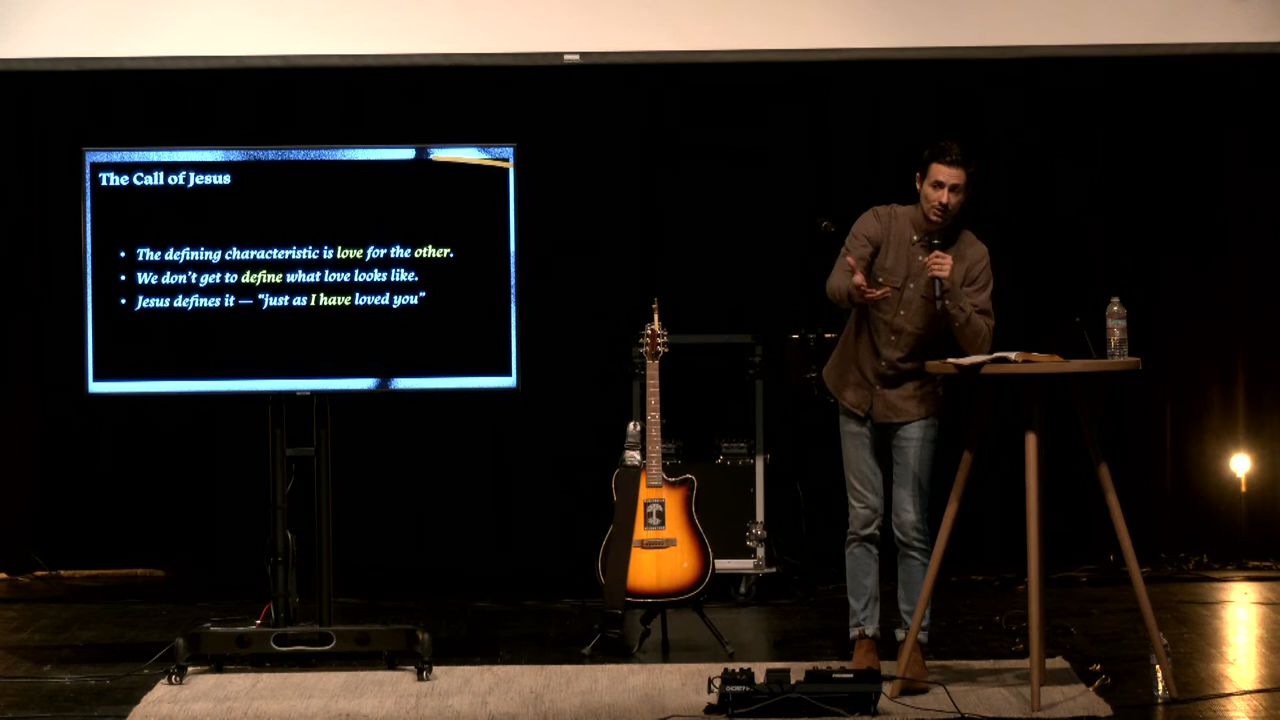 The Call of Jesus
• The defining characteristic is love for the other.
• We don't get to define what love looks like.
• Jesus defines it — "just as I have loved you"